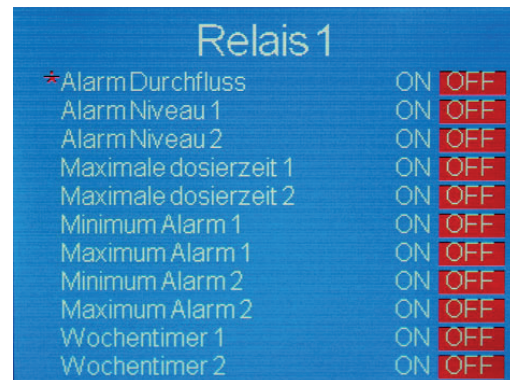 Relais 1
*Alarm Durchfluss ON OFF
Alarm Niveau 1 ON OFF
Alarm Niveau 2 ON OFF
Maximale dosierzeit 1 ON OFF
Maximale dosierzeit 2 ON OFF
Minimum Alarm 1 ON OFF
Maximum Alarm 1 ON OFF
Minimum Alarm 2 ON OFF
Maximum Alarm 2 ON OFF
Wochentimer 1 ON OFF
Wochentimer 2 ON OFF